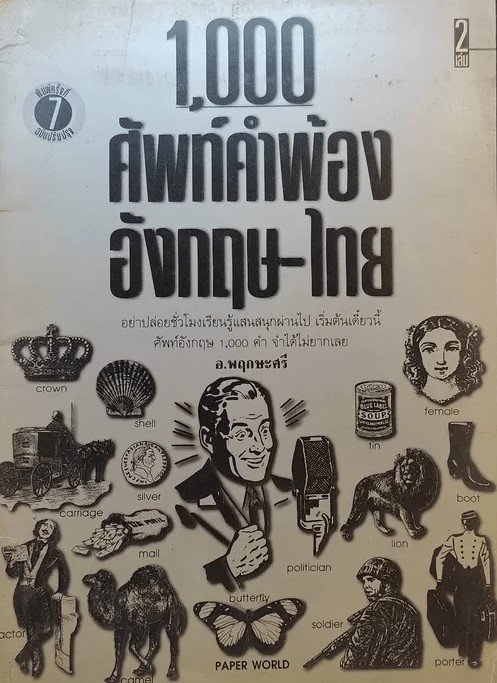 1,000
2
เล่ม
พิมพ์ครั้งที่
7
ฉบับปรับปรุง
ศัพท์คำพ้อง
อังกฤษ-ไทย
อย่าปล่อยชั่วโมงเรียนรู้แสนสนุกผ่านไป เริ่มต้นเดี๋ยวนี้
ศัพท์อังกฤษ 1,000 คำ จำได้ไม่ยากเลย
อ.พฤกษะศรี
crown
shell
BLUE LABEL
SOUP
tin
female
carriage
silver
mail
politician
lion
boot
actor
camel
butterfly
soldier
porter
PAPER WORLD